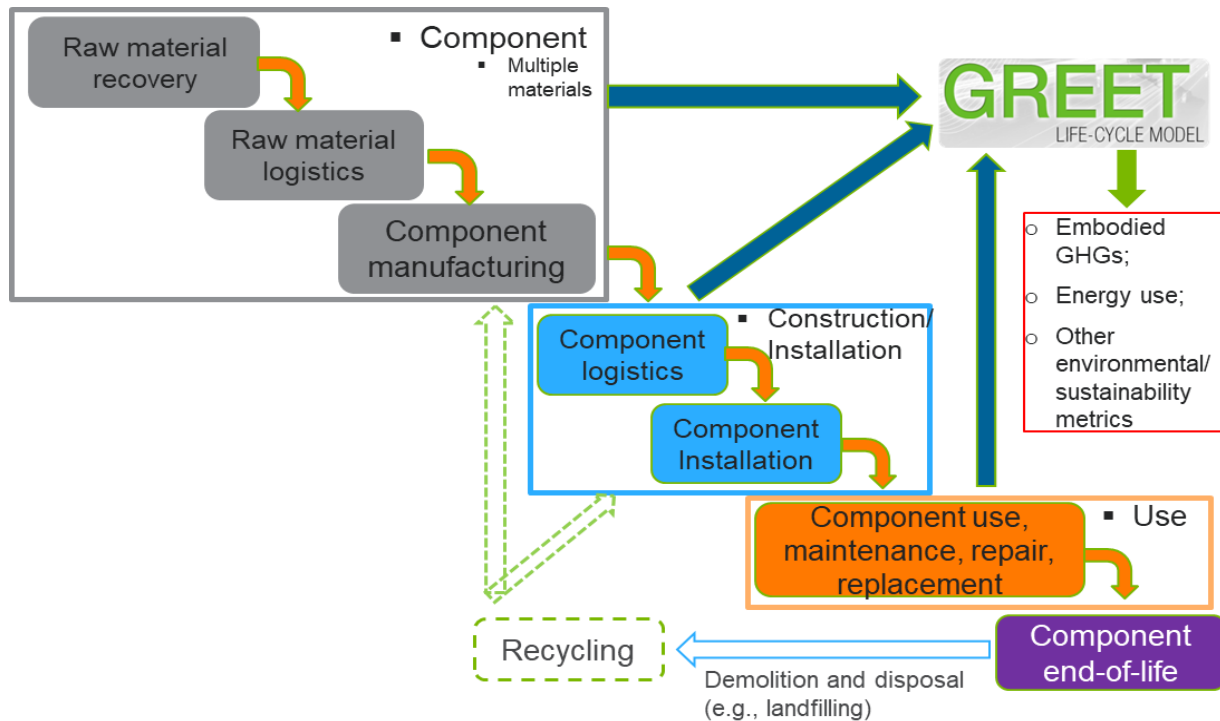 Raw material
recovery
▪ Component
▪ Multiple
materials
Raw material
logistics
Component
manufacturing
GREET
LIFE-CYCLE MODEL
o Embodied
GHGs;
o Energy use;
o Other
environmental/
sustainability
metrics
Component
logistics
▪ Construction/
Installation
Component
Installation
Component use,
maintenance, repair,
replacement
▪ Use
Recycling
Component
end-of-life
Demolition and disposal
(e.g., landfilling)